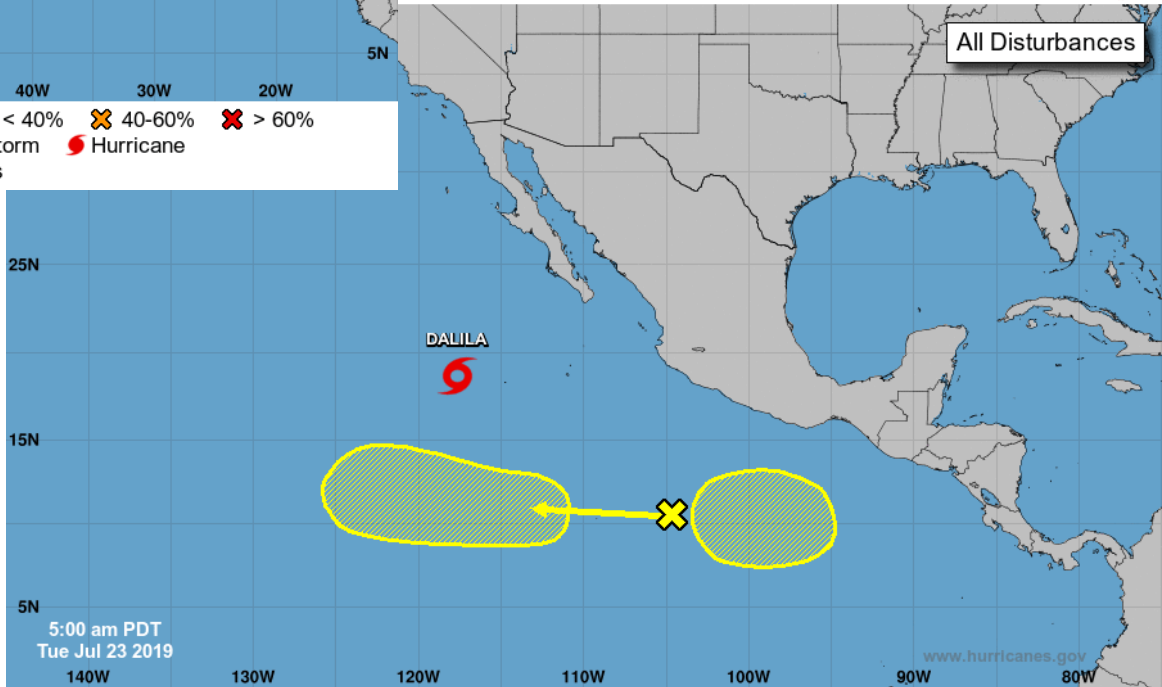 All Disturbances
5N
40W 30W 20W
< 40% 40-60% > 60%
torm Hurricane
s
25N
DALILA
15N
5N
5:00 am PDT
Tue Jul 23 2019
www.hurricanes.gov
140W 130W 120W 110W 100W 90W 80W